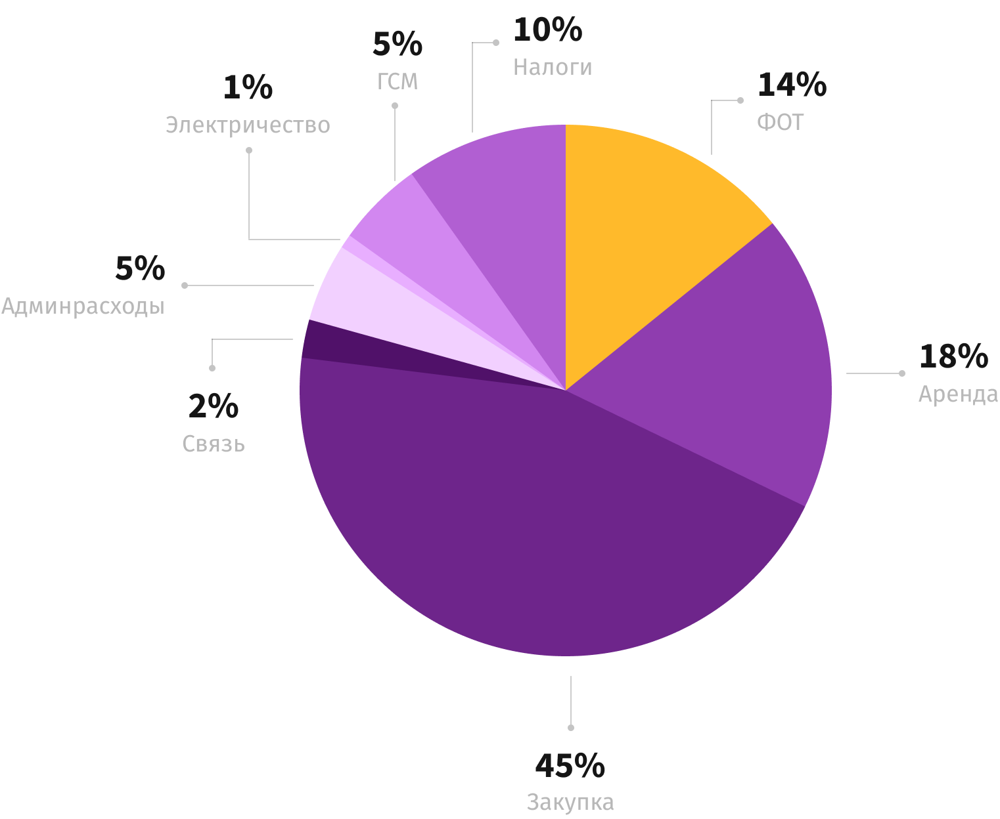 10%
Налоги
5%
ГСМ
14%
ФОТ
1%
Электричество
5%
Админрасходы
18%
Аренда
2%
Связь
45%
Закупка